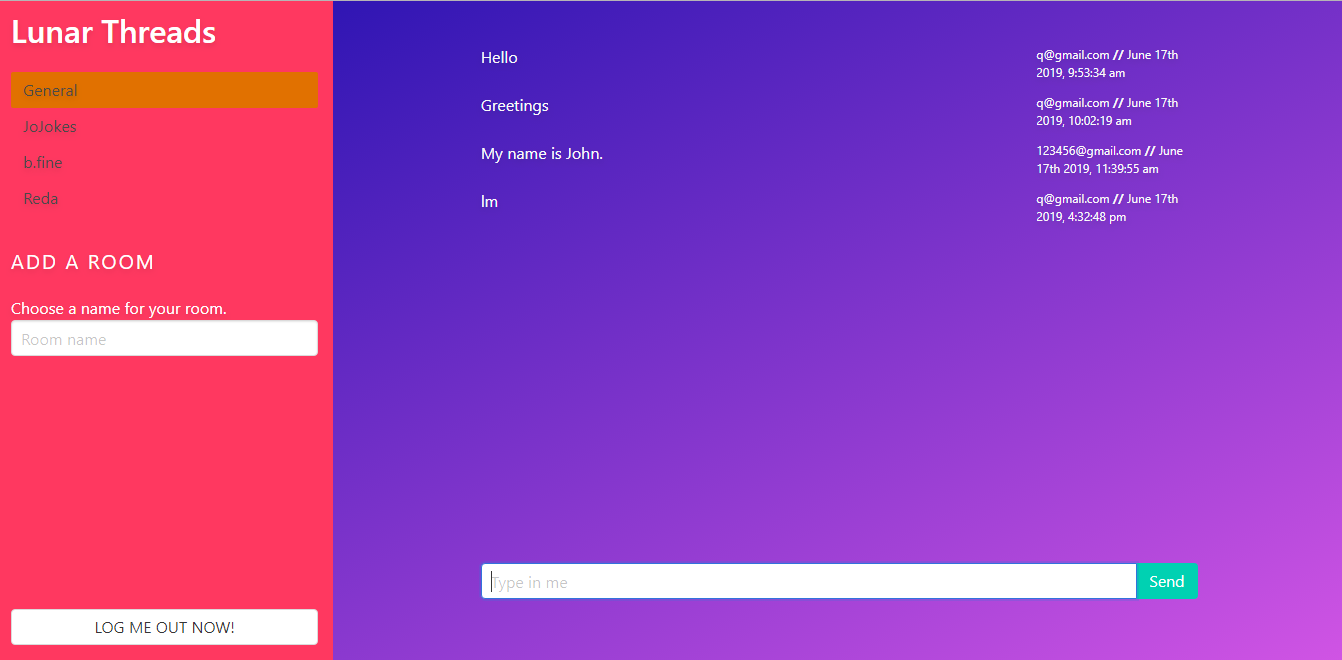 Lunar Threads
General
JoJokes
b.fine
Reda
ADD A ROOM
Choose a name for your room.
Room name
LOG ME OUT NOW!
Hello
q@gmail.com // June 17th
2019, 9:53:34 am
Greetings
q@gmail.com // June 17th
2019, 10:02:19 am
My name is John.
123456@gmail.com // June
17th 2019, 11:39:55 am
Im
q@gmail.com // June 17th
2019, 4:32:48 pm
Type in me
Send